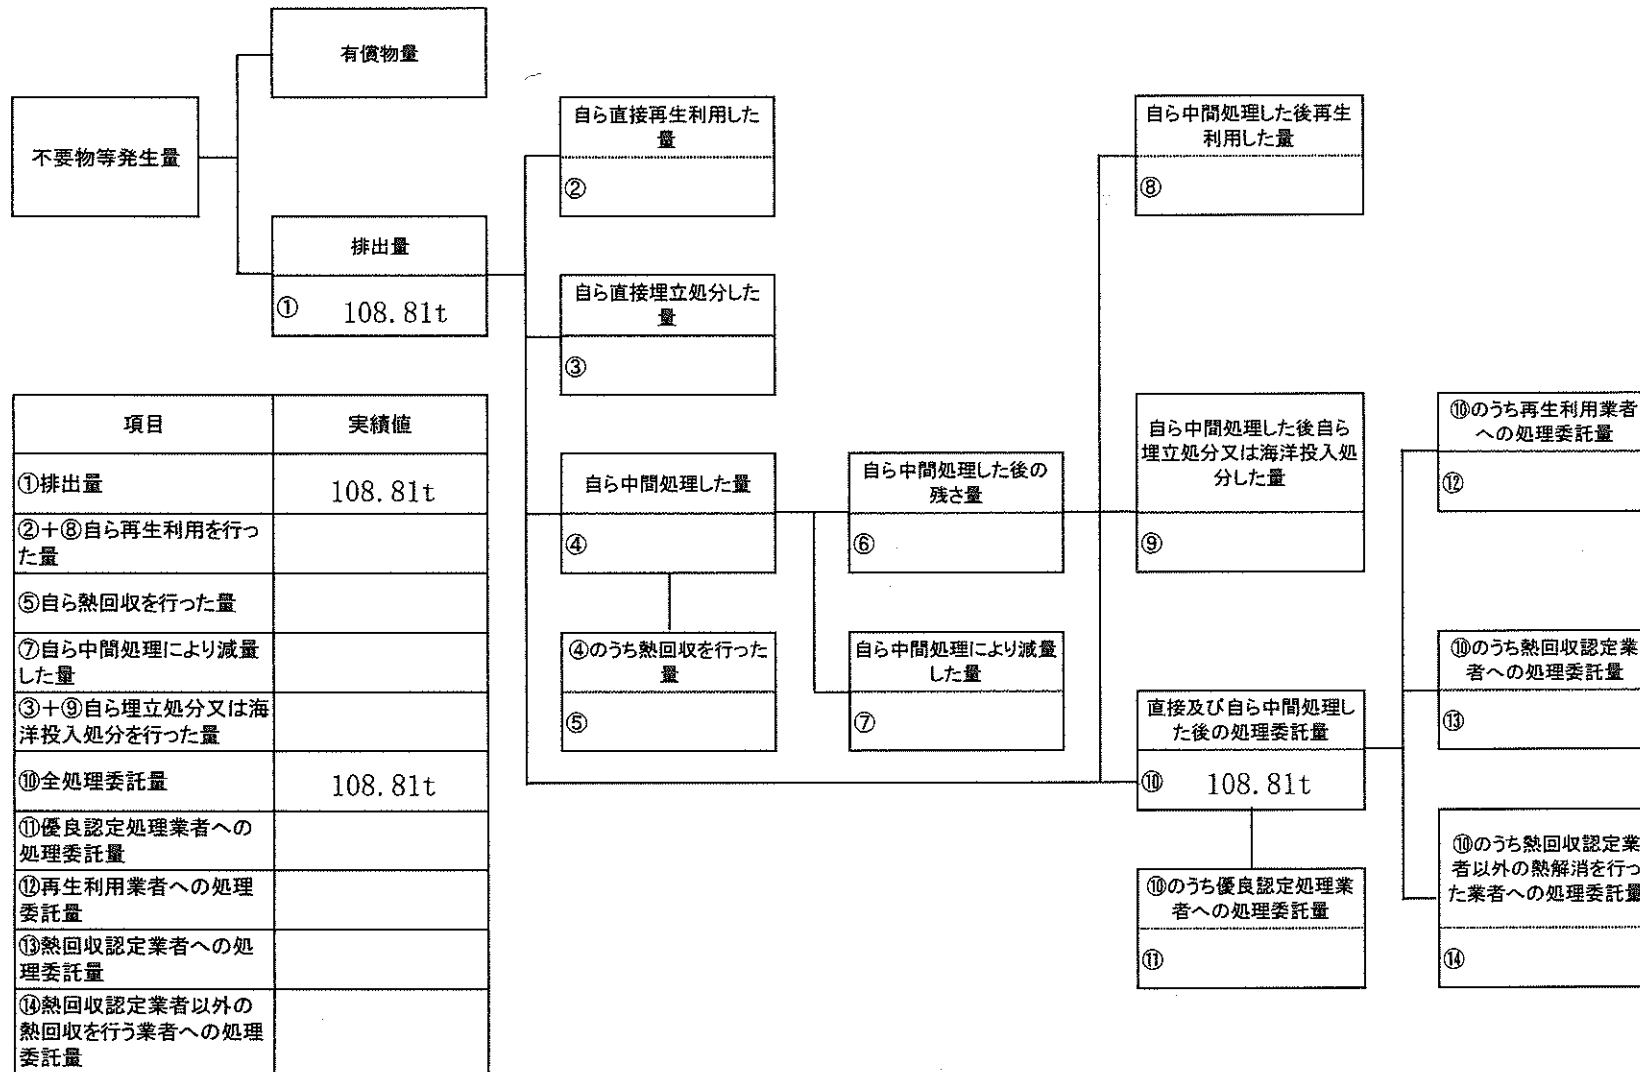 有償物量
不要物等発生量
排出量
① 108.81t
自ら直接再生利用した
量
②
自ら直接埋立処分した
量
③
自ら中間処理した量
④
④のうち熱回収を行った
量
⑤
自ら中間処理した後の
残さ量
⑥
自ら中間処理により減量
した量
⑦
自ら中間処理した後再生
利用した量
⑧
自ら中間処理した後自ら
埋立処分又は海洋投入処
分した量
⑨
直接及び自ら中間処理し
た後の処理委託量
⑩ 108.81t
⑩のうち優良認定処理業
者への処理委託量
⑪
⑩のうち再生利用業者
への処理委託量
⑫
⑩のうち熱回収認定業
者への処理委託量
⑬
⑩のうち熱回収認定業
者以外の熱解消を行っ
た業者への処理委託量
⑭
項目 実績値
①排出量 108.81t
②+⑧自ら再生利用を行っ
た量
⑤自ら熱回収を行った量
⑦自ら中間処理により減量
した量
③+⑨自ら埋立処分又は海
洋投入処分を行った量
⑩全処理委託量 108.81t
⑪優良認定処理業者への
処理委託量
⑫再生利用業者への処理
委託量
⑬熱回収認定業者への処
理委託量
⑭熱回収認定業者以外の
熱回収を行う業者への処理
委託量